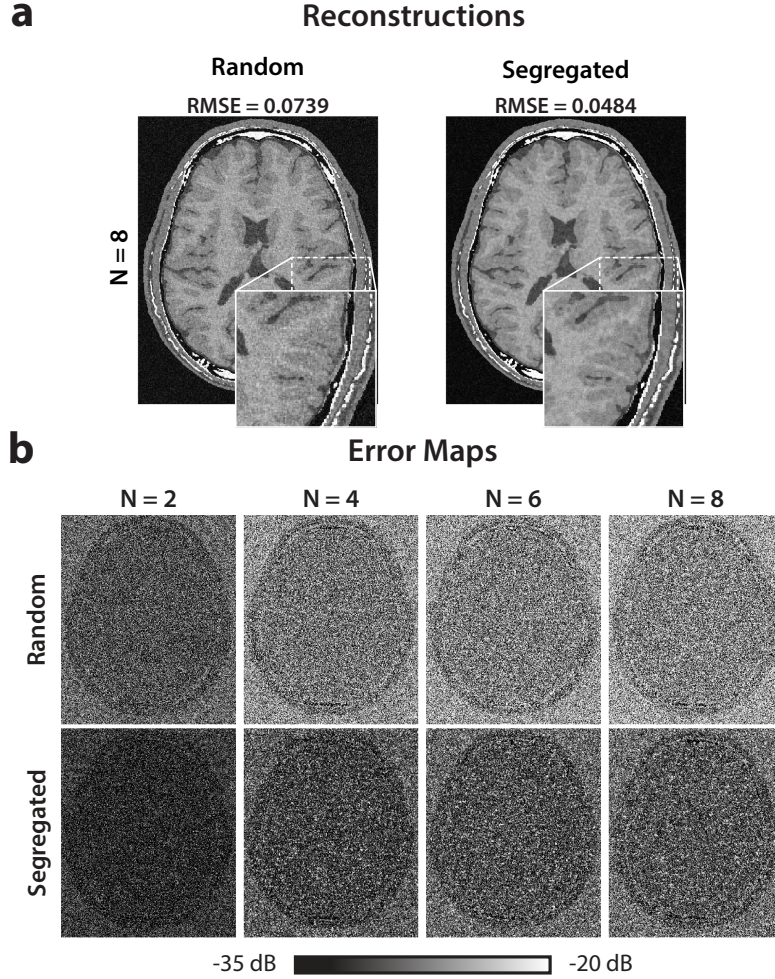 a
Reconstructions
Random
Segregated
RMSE = 0.0739
RMSE = 0.0484
N = 8
b
Error Maps
N = 2
N = 4
N = 6
N = 8
Random
Segregated
-35 dB
-20 dB